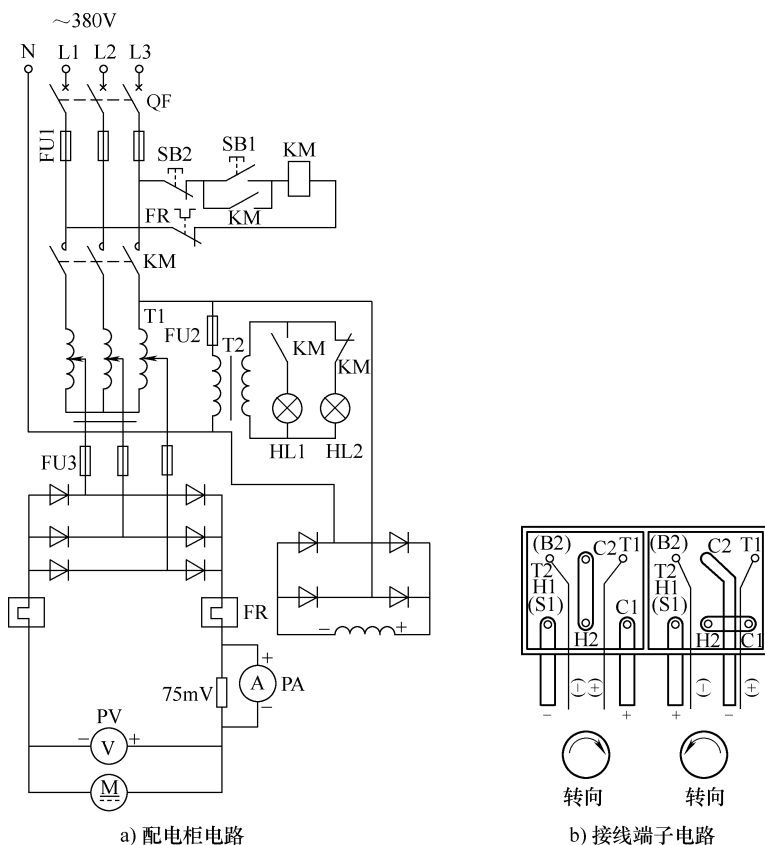 ~380V
N L1 L2 L3
QF
FU1
SB2 SB1 KM
FR KM
KM
T1
FU2 T2 KM
KM
HL1 HL2
FU3
FR
75mV A PA
+
−
PV
− V +
M
− +
a) 配电柜电路
(B2) C2 T1 (B2) C2 T1
T2 T2
H1 H1
(S1) C1 (S1)
H2 H2 C1
(−) (+) (−) (+)
− + + −
转向 转向
b) 接线端子电路